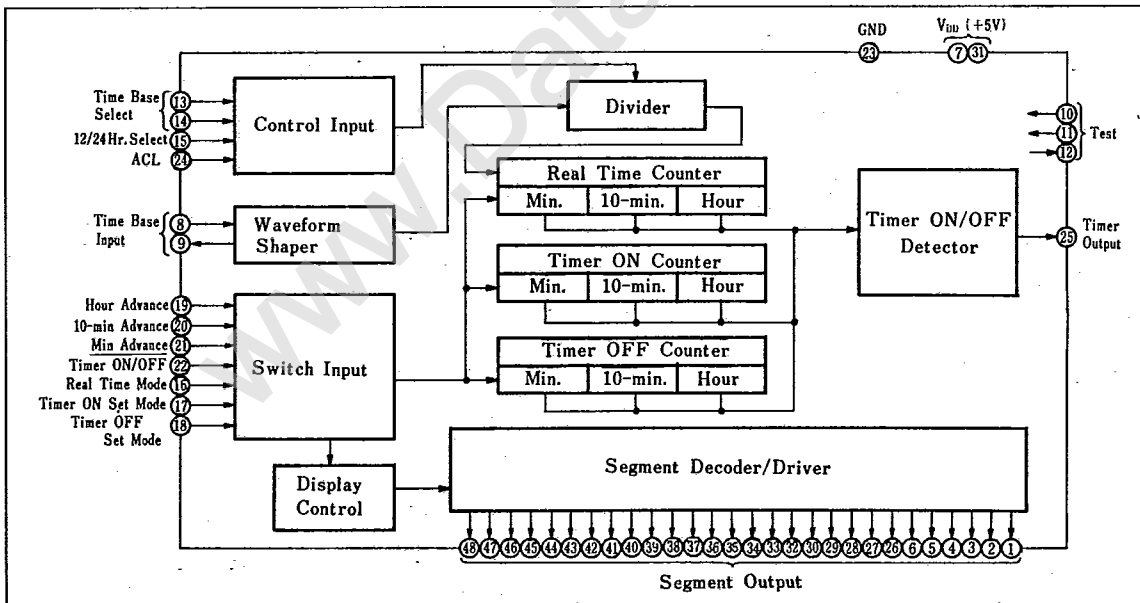 GND
V_DD (+5V)
23
7 31
Time Base
Select
13
14
12/24Hr. Select
15
ACL
24
Control Input
Divider
10
11
12
Test
Real Time Counter
Min. 10-min. Hour
Time Base
Input
8
9
Waveform
Shaper
Timer ON/OFF
Detector
25
Timer
Output
Timer ON Counter
Min. 10-min. Hour
Hour Advance 19
10-min Advance 20
Min Advance 21
Timer ON/OFF 22
Real Time Mode 16
Timer ON Set Mode 17
Timer OFF
Set Mode
18
Switch Input
Timer OFF Counter
Min. 10-min. Hour
Display
Control
Segment Decoder/Driver
48 47 46 45 44 43 42 41 40 39 38 37 36 35 34 33 32 30 29 28 27 26 6 5 4 3 2 1
Segment Output
www.Data